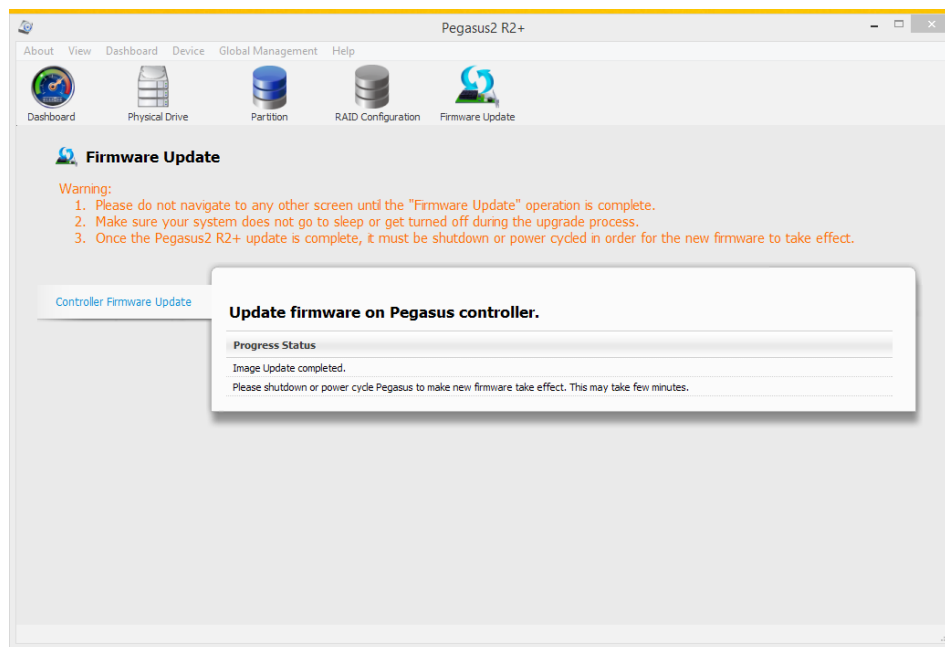 Pegasus2 R2+
About View Dashboard Device Global Management Help
Dashboard Physical Drive Partition RAID Configuration Firmware Update
Firmware Update
Warning:
1. Please do not navigate to any other screen until the "Firmware Update" operation is complete.
2. Make sure your system does not go to sleep or get turned off during the upgrade process.
3. Once the Pegasus2 R2+ update is complete, it must be shutdown or power cycled in order for the new firmware to take effect.
Controller Firmware Update
Update firmware on Pegasus controller.
Progress Status
Image Update completed.
Please shutdown or power cycle Pegasus to make new firmware take effect. This may take few minutes.